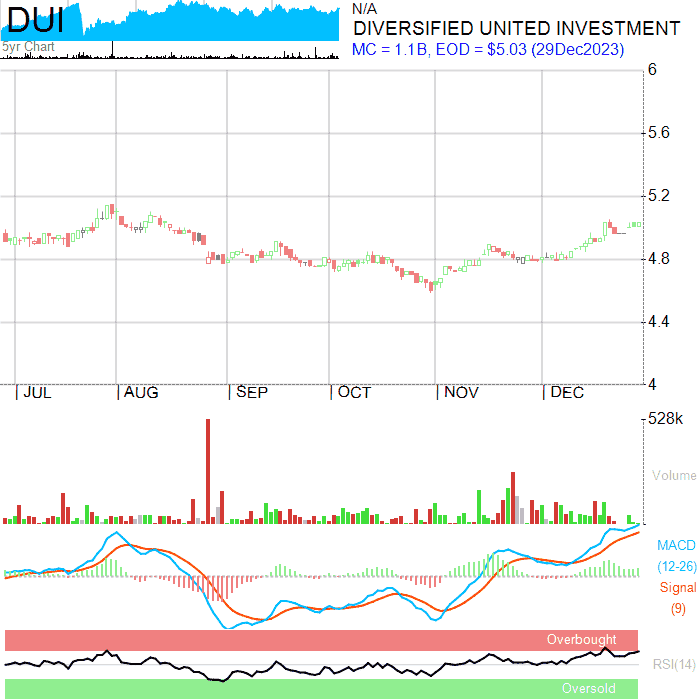 DUI
5yr Chart
N/A
DIVERSIFIED UNITED INVESTMENT
MC = 1.1B, EOD = $5.03 (29Dec2023)
6
5.6
5.2
4.8
4.4
4
JUL AUG SEP OCT NOV DEC
528k
Volume
MACD
(12-26)
Signal
(9)
Overbought
RSI(14)
Oversold